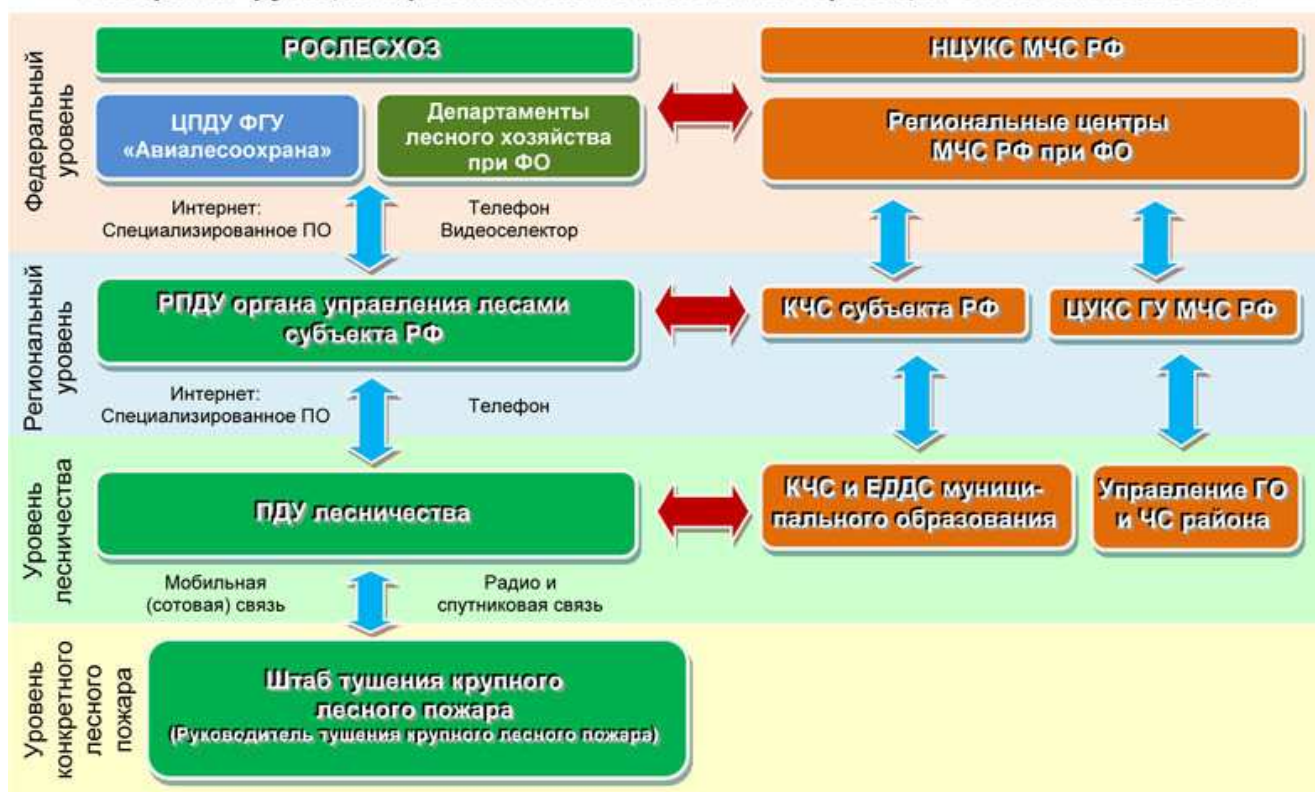 Федеральный
уровень
РОСЛЕСХОЗ
НЦУКС МЧС РФ
ЦПДУ ФГУ
«Авиалесоохрана»
Департаменты
лесного хозяйства
при ФО
Региональные центры
МЧС РФ при ФО
Интернет:
Специализированное ПО
Телефон
Видеоселектор
Региональный
уровень
РПДУ органа управления лесами
субъекта РФ
КЧС субъекта РФ
ЦУКС ГУ МЧС РФ
Интернет:
Специализированное ПО
Телефон
Уровень
лесничества
ПДУ лесничества
КЧС и ЕДДС муници-
пального образования
Управление ГО
и ЧС района
Мобильная
(сотовая) связь
Радио и
спутниковая связь
Уровень
конкретного
лесного
пожара
Штаб тушения крупного
лесного пожара
(Руководитель тушения крупного лесного пожара)